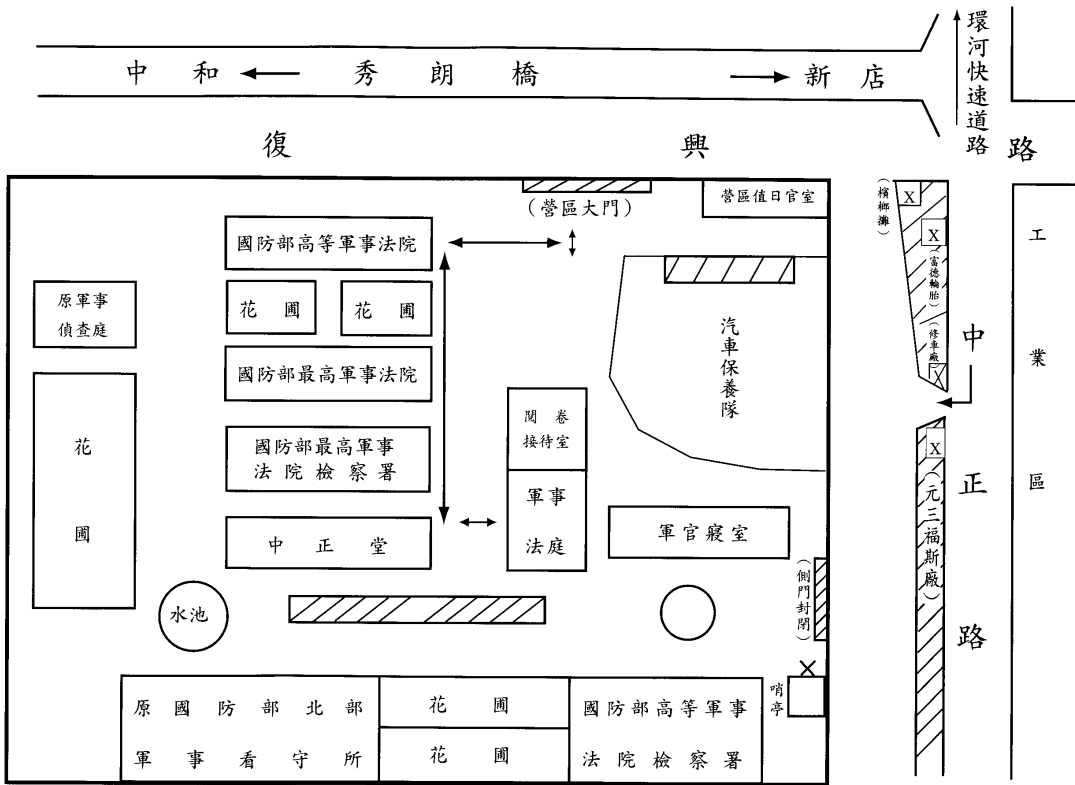 中和 秀朗橋 新店
環河快速道路
復興路
營區值日官室
(營區大門)
(檳榔攤)
X
X
(富德輪胎)
(修車廠)
X
工業區
國防部高等軍事法院
原軍事
偵查庭
花圃
花圃
國防部最高軍事法院
汽車保養隊
中正路
花圃
閱卷
接待室
國防部最高軍事
法院檢察署
X
(元三福斯廠)
軍事
法庭
軍官寢室
中正堂
(側門封閉)
水池
哨亭
原國防部北部
軍事看守所
花圃
花圃
國防部高等軍事
法院檢察署